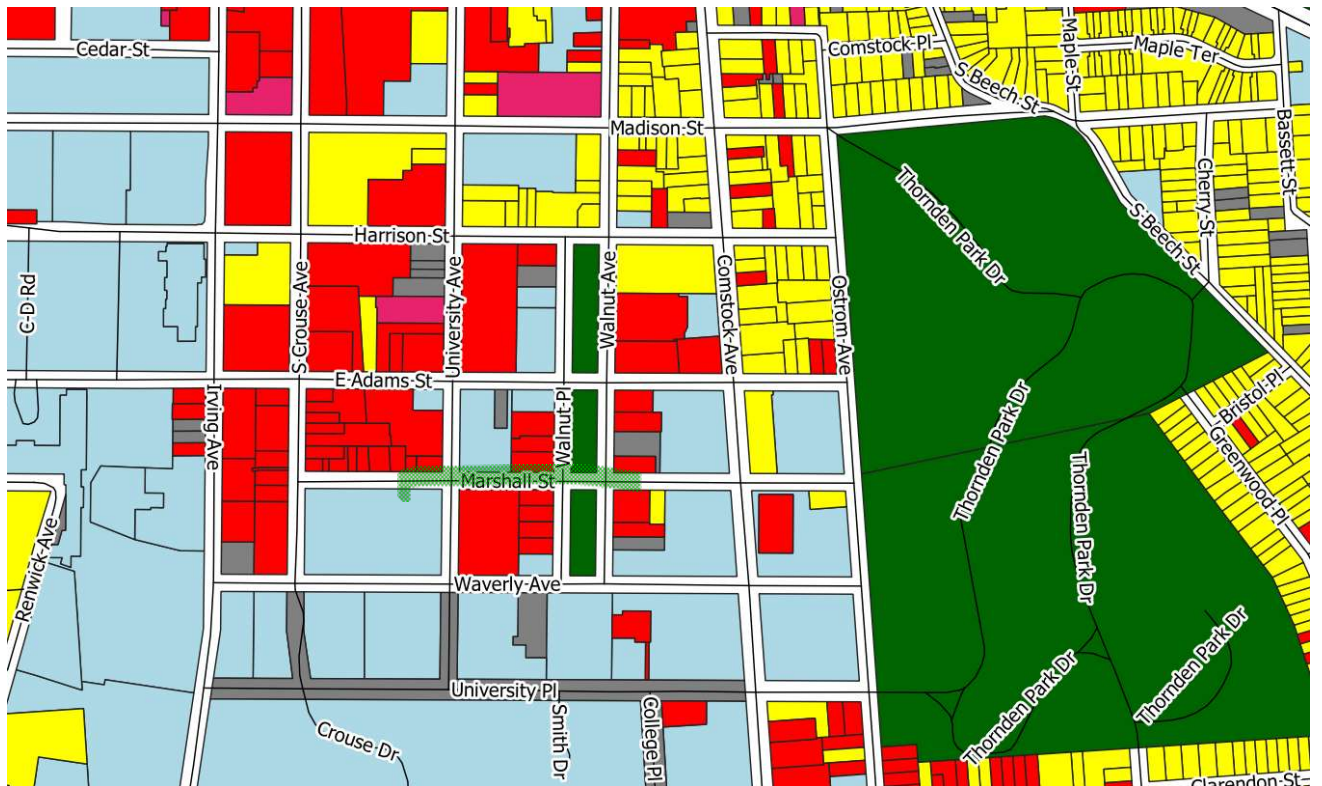 Cedar St
Comstock Pl
Maple St
Maple Ter
S Beech St
Madison St
Bassett St
Cherry St
Thornden Park Dr
S Beech St
Harrison St
C D Rd
S Crouse Ave
University Ave
Walnut Ave
Comstock Ave
Ostrom Ave
E Adams St
Irving Ave
Walnut Pl
Thornden Park Dr
Bristol Pl
Greenwood Pl
Marshall St
Thornden Park Dr
Renwick Ave
Waverly Ave
Thornden Park Dr
Thornden Park Dr
University Pl
Crouse Dr
Smith Dr
College Pl
Clarendon St